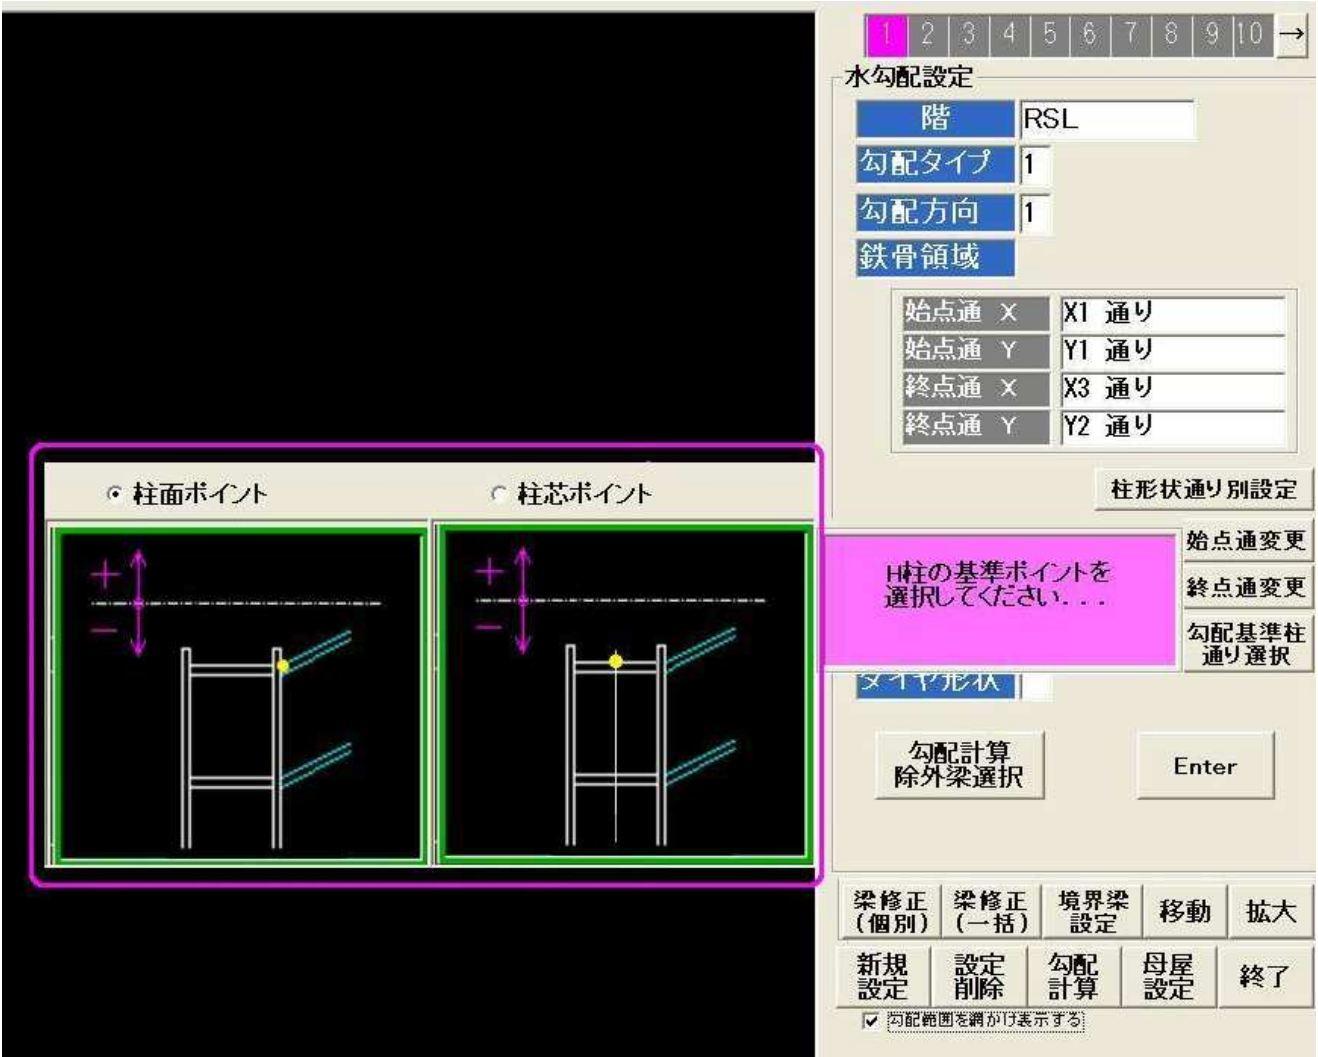 1 2 3 4 5 6 7 8 9 10 →
水勾配設定
階 RSL
勾配タイプ 1
勾配方向 1
鉄骨領域
始点通 X X1 通り
始点通 Y Y1 通り
終点通 X X3 通り
終点通 Y Y2 通り
柱形状通り別設定
柱面ポイント
柱芯ポイント
+
−
+
−
H柱の基準ポイントを
選択してください...
始点通変更
終点通変更
勾配基準柱
通り選択
ダイヤ形状
勾配計算
除外梁選択
Enter
梁修正
(個別)
梁修正
(一括)
境界梁
設定
移動
拡大
新規
設定
設定
削除
勾配
計算
母屋
設定
終了
勾配範囲を網かけ表示する